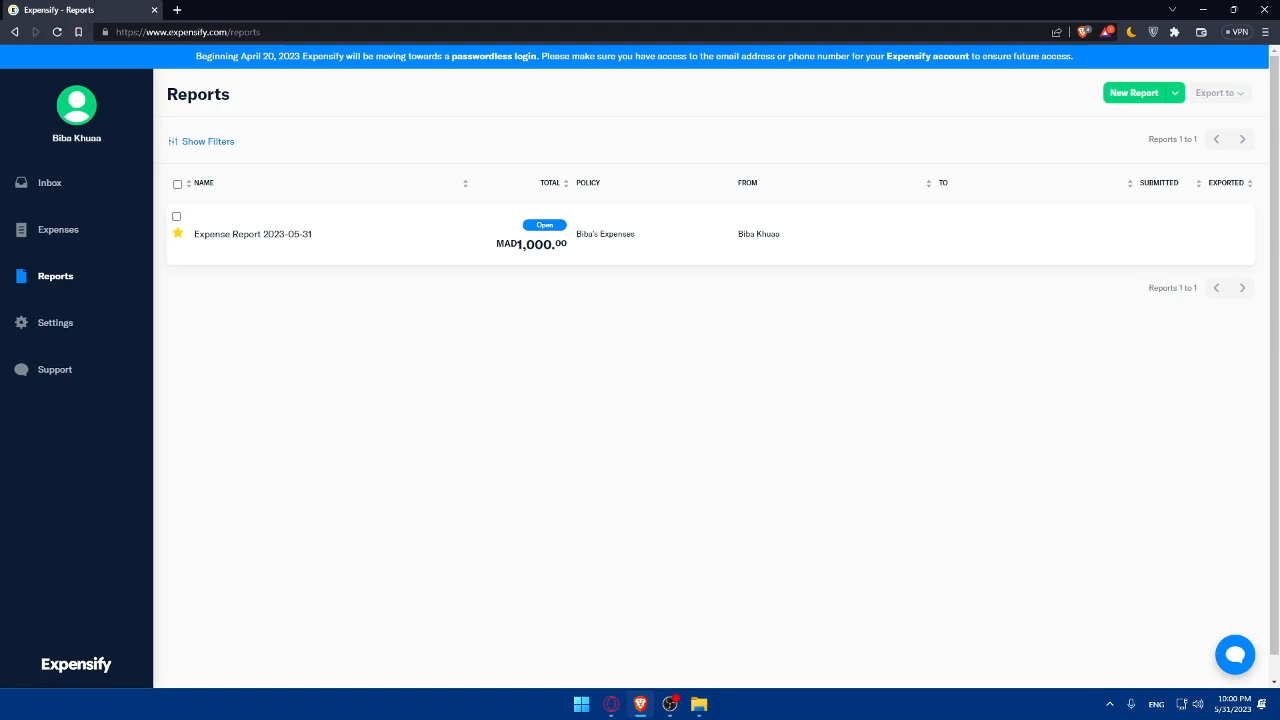 Expensify - Reports
https://www.expensify.com/reports
VPN
Beginning April 20, 2023 Expensify will be moving towards a passwordless login. Please make sure you have access to the email address or phone number for your Expensify account to ensure future access.
Biba Khuaa
Inbox
Expenses
Reports
Settings
Support
Expensify
Reports
New Report
Export to
Show Filters
Reports 1 to 1
NAME TOTAL POLICY FROM TO SUBMITTED EXPORTED
Open
Expense Report 2023-05-31 MAD1,000.00 Biba's Expenses Biba Khuaa
Reports 1 to 1
ENG
10:00 PM
5/31/2023